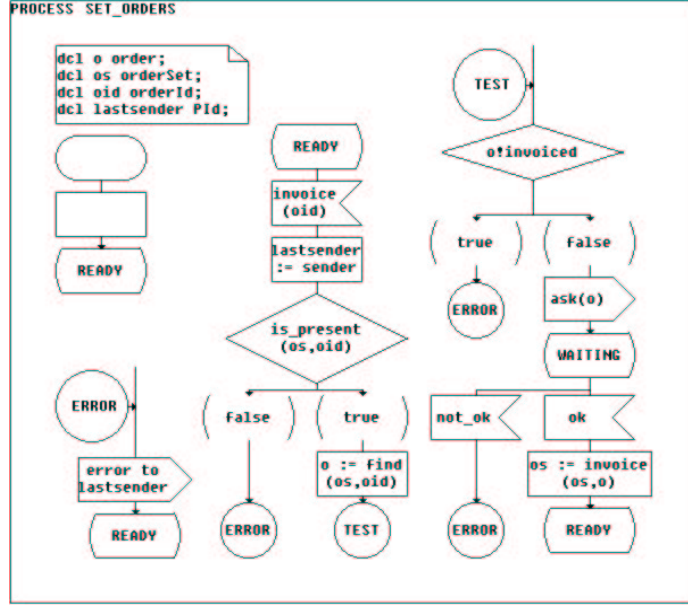 PROCESS SET_ORDERS
dcl o order;
dcl os orderSet;
dcl oid orderId;
dcl lastsender PId;
READY
READY
invoice
(oid)
lastsender
:= sender
is_present
(os,oid)
false
true
o := Find
(os,oid)
ERROR
TEST
ERROR
error to
lastsender
READY
TEST
o!invoiced
true
false
ERROR
ask(o)
WAITING
not_ok
ok
os := invoice
(os,o)
ERROR
READY